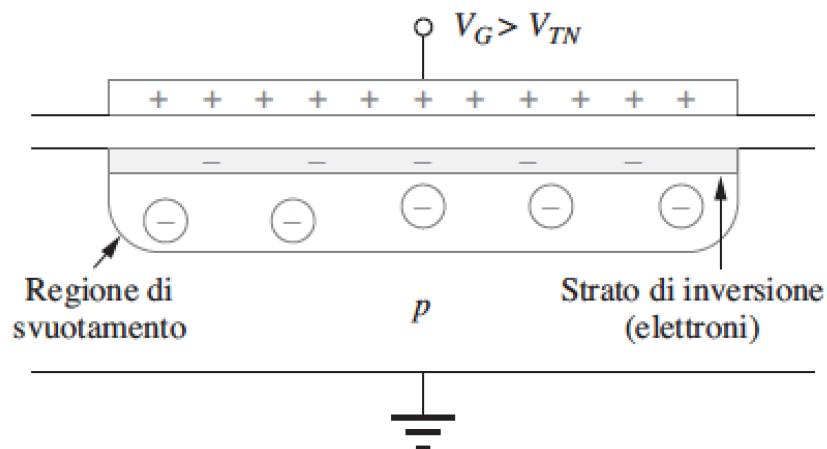 V_G > V_TN
+ + + + + + + + + + +
– – – – –
– – – – –
Regione di
svuotamento
p
Strato di inversione
(elettroni)